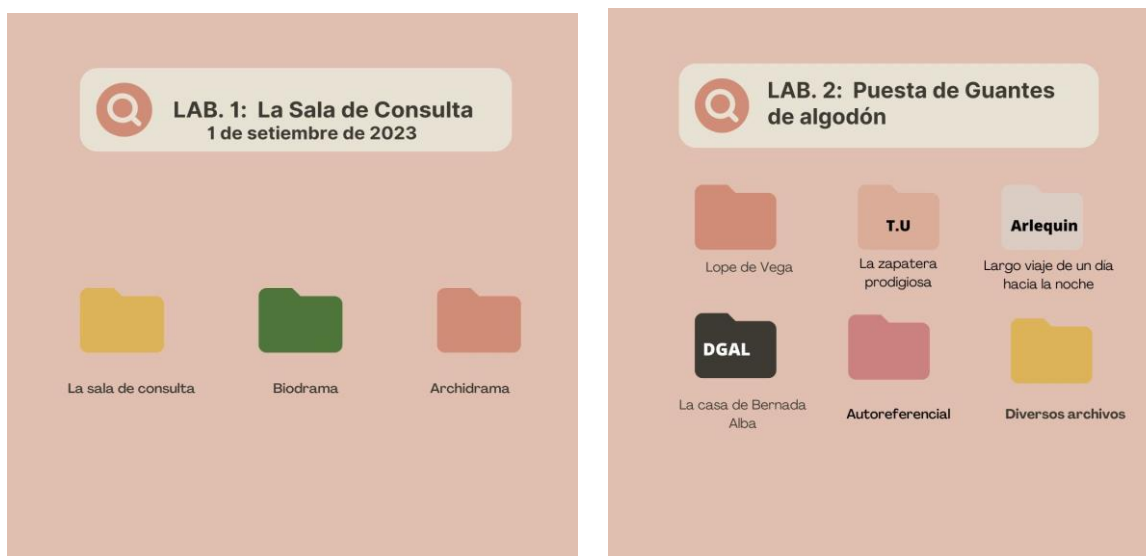 LAB. 1: La Sala de Consulta
1 de setiembre de 2023
La sala de consulta
Biodrama
Archidrama
LAB. 2: Puesta de Guantes
de algodón
Lope de Vega
T.U
La zapatera
prodigiosa
Arlequin
Largo viaje de un día
hacia la noche
DGAL
La casa de Bernada
Alba
Autoreferencial
Diversos archivos